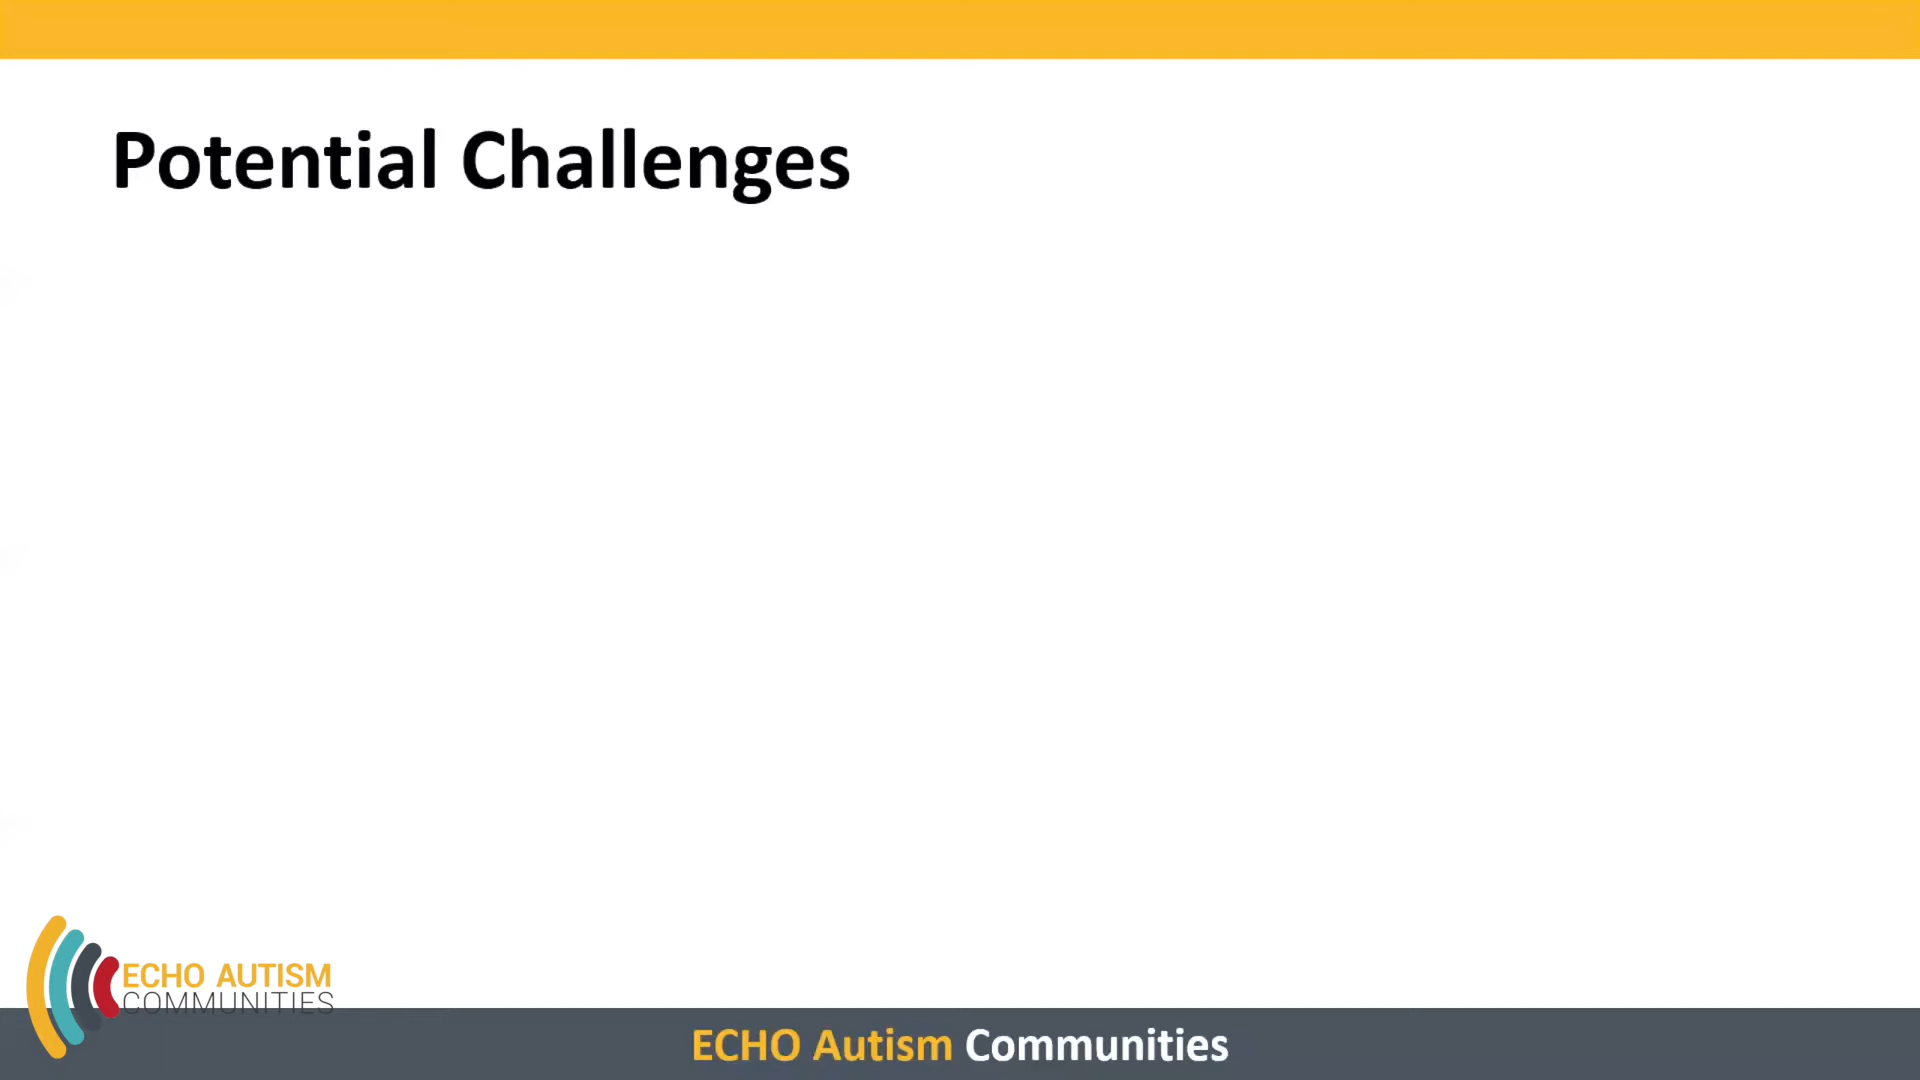 Potential Challenges
ECHO AUTISM
COMMUNITIES
ECHO Autism Communities